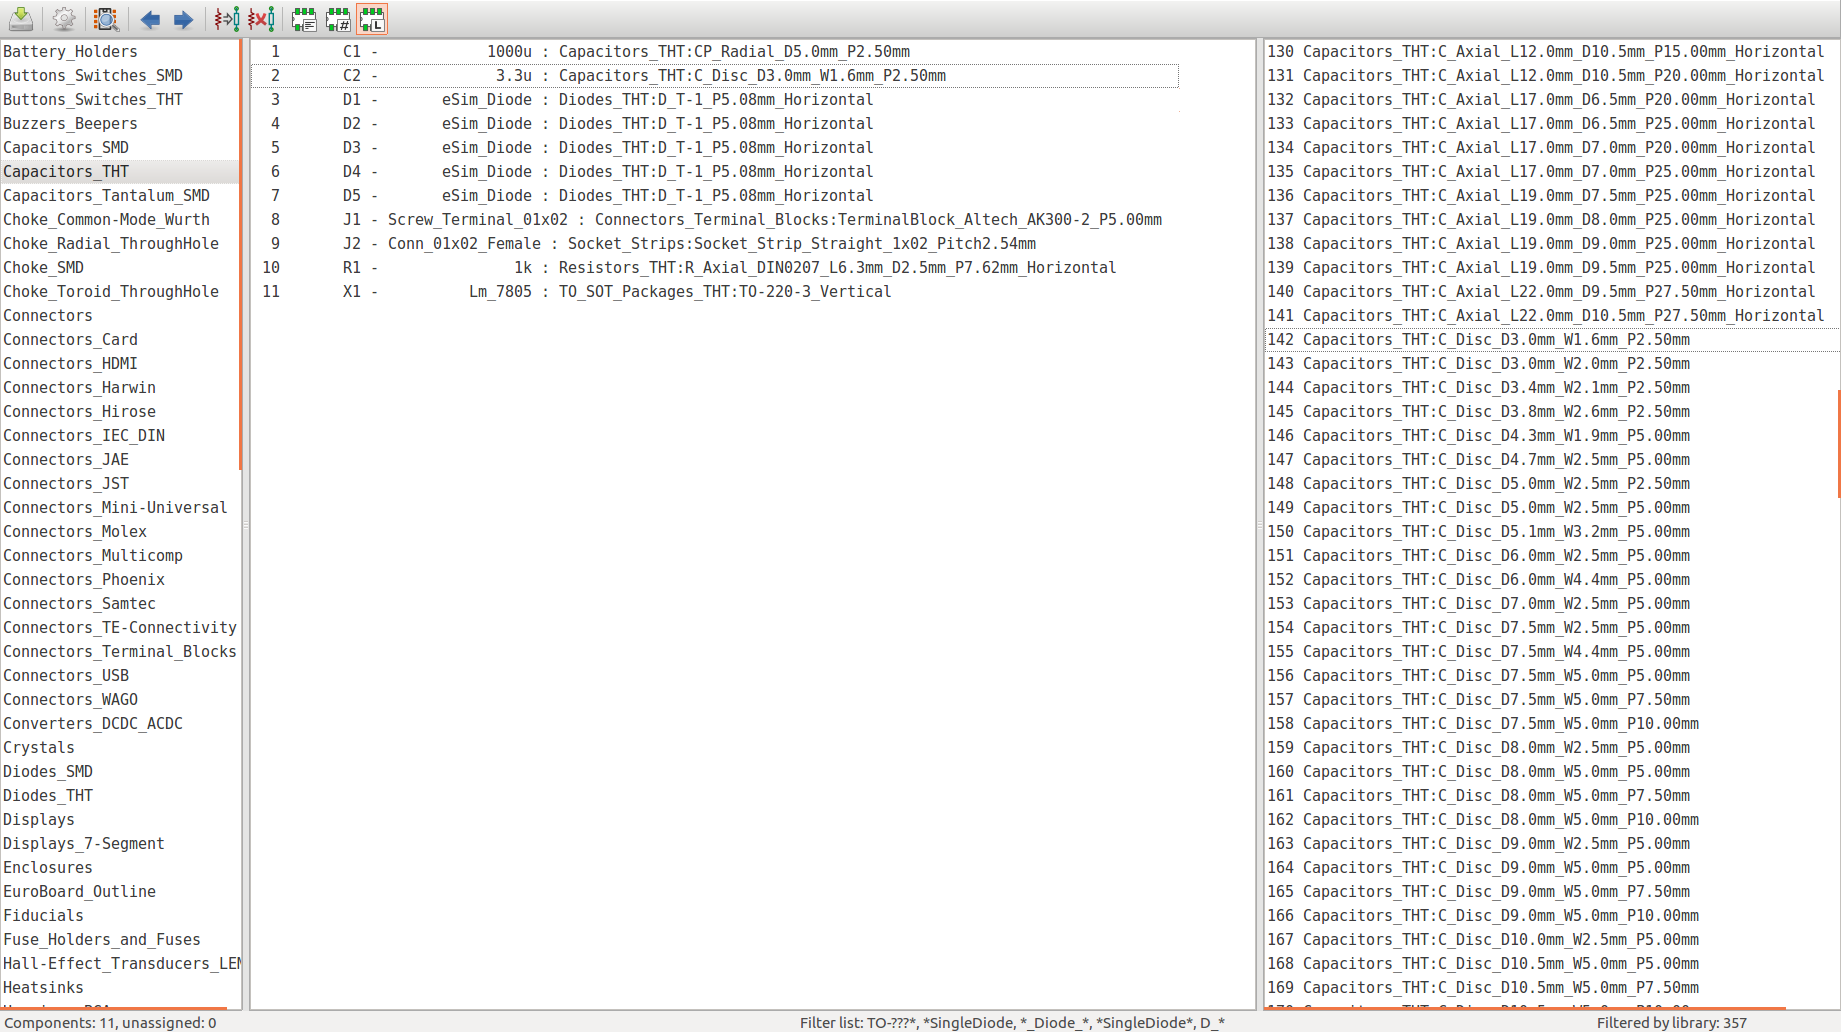 Battery_Holders
Buttons_Switches_SMD
Buttons_Switches_THT
Buzzers_Beepers
Capacitors_SMD
Capacitors_THT
Capacitors_Tantalum_SMD
Choke_Common-Mode_Wurth
Choke_Radial_ThroughHole
Choke_SMD
Choke_Toroid_ThroughHole
Connectors
Connectors_Card
Connectors_HDMI
Connectors_Harwin
Connectors_Hirose
Connectors_IEC_DIN
Connectors_JAE
Connectors_JST
Connectors_Mini-Universal
Connectors_Molex
Connectors_Multicomp
Connectors_Phoenix
Connectors_Samtec
Connectors_TE-Connectivity
Connectors_Terminal_Blocks
Connectors_USB
Connectors_WAGO
Converters_DCDC_ACDC
Crystals
Diodes_SMD
Diodes_THT
Displays
Displays_7-Segment
Enclosures
EuroBoard_Outline
Fiducials
Fuse_Holders_and_Fuses
Hall-Effect_Transducers_LEM
Heatsinks
1 C1 - 1000u : Capacitors_THT:CP_Radial_D5.0mm_P2.50mm
2 C2 - 3.3u : Capacitors_THT:C_Disc_D3.0mm_W1.6mm_P2.50mm
3 D1 - eSim_Diode : Diodes_THT:D_T-1_P5.08mm_Horizontal
4 D2 - eSim_Diode : Diodes_THT:D_T-1_P5.08mm_Horizontal
5 D3 - eSim_Diode : Diodes_THT:D_T-1_P5.08mm_Horizontal
6 D4 - eSim_Diode : Diodes_THT:D_T-1_P5.08mm_Horizontal
7 D5 - eSim_Diode : Diodes_THT:D_T-1_P5.08mm_Horizontal
8 J1 - Screw_Terminal_01x02 : Connectors_Terminal_Blocks:TerminalBlock_Altech_AK300-2_P5.00mm
9 J2 - Conn_01x02_Female : Socket_Strips:Socket_Strip_Straight_1x02_Pitch2.54mm
10 R1 - 1k : Resistors_THT:R_Axial_DIN0207_L6.3mm_D2.5mm_P7.62mm_Horizontal
11 X1 - Lm_7805 : TO_SOT_Packages_THT:TO-220-3_Vertical
130 Capacitors_THT:C_Axial_L12.0mm_D10.5mm_P15.00mm_Horizontal
131 Capacitors_THT:C_Axial_L12.0mm_D10.5mm_P20.00mm_Horizontal
132 Capacitors_THT:C_Axial_L17.0mm_D6.5mm_P20.00mm_Horizontal
133 Capacitors_THT:C_Axial_L17.0mm_D6.5mm_P25.00mm_Horizontal
134 Capacitors_THT:C_Axial_L17.0mm_D7.0mm_P20.00mm_Horizontal
135 Capacitors_THT:C_Axial_L17.0mm_D7.0mm_P25.00mm_Horizontal
136 Capacitors_THT:C_Axial_L19.0mm_D7.5mm_P25.00mm_Horizontal
137 Capacitors_THT:C_Axial_L19.0mm_D8.0mm_P25.00mm_Horizontal
138 Capacitors_THT:C_Axial_L19.0mm_D9.0mm_P25.00mm_Horizontal
139 Capacitors_THT:C_Axial_L19.0mm_D9.5mm_P25.00mm_Horizontal
140 Capacitors_THT:C_Axial_L22.0mm_D9.5mm_P27.50mm_Horizontal
141 Capacitors_THT:C_Axial_L22.0mm_D10.5mm_P27.50mm_Horizontal
142 Capacitors_THT:C_Disc_D3.0mm_W1.6mm_P2.50mm
143 Capacitors_THT:C_Disc_D3.0mm_W2.0mm_P2.50mm
144 Capacitors_THT:C_Disc_D3.4mm_W2.1mm_P2.50mm
145 Capacitors_THT:C_Disc_D3.8mm_W2.6mm_P2.50mm
146 Capacitors_THT:C_Disc_D4.3mm_W1.9mm_P5.00mm
147 Capacitors_THT:C_Disc_D4.7mm_W2.5mm_P5.00mm
148 Capacitors_THT:C_Disc_D5.0mm_W2.5mm_P2.50mm
149 Capacitors_THT:C_Disc_D5.0mm_W2.5mm_P5.00mm
150 Capacitors_THT:C_Disc_D5.1mm_W3.2mm_P5.00mm
151 Capacitors_THT:C_Disc_D6.0mm_W2.5mm_P5.00mm
152 Capacitors_THT:C_Disc_D6.0mm_W4.4mm_P5.00mm
153 Capacitors_THT:C_Disc_D7.0mm_W2.5mm_P5.00mm
154 Capacitors_THT:C_Disc_D7.5mm_W2.5mm_P5.00mm
155 Capacitors_THT:C_Disc_D7.5mm_W4.4mm_P5.00mm
156 Capacitors_THT:C_Disc_D7.5mm_W5.0mm_P5.00mm
157 Capacitors_THT:C_Disc_D7.5mm_W5.0mm_P7.50mm
158 Capacitors_THT:C_Disc_D7.5mm_W5.0mm_P10.00mm
159 Capacitors_THT:C_Disc_D8.0mm_W2.5mm_P5.00mm
160 Capacitors_THT:C_Disc_D8.0mm_W5.0mm_P5.00mm
161 Capacitors_THT:C_Disc_D8.0mm_W5.0mm_P7.50mm
162 Capacitors_THT:C_Disc_D8.0mm_W5.0mm_P10.00mm
163 Capacitors_THT:C_Disc_D9.0mm_W2.5mm_P5.00mm
164 Capacitors_THT:C_Disc_D9.0mm_W5.0mm_P5.00mm
165 Capacitors_THT:C_Disc_D9.0mm_W5.0mm_P7.50mm
166 Capacitors_THT:C_Disc_D9.0mm_W5.0mm_P10.00mm
167 Capacitors_THT:C_Disc_D10.0mm_W2.5mm_P5.00mm
168 Capacitors_THT:C_Disc_D10.5mm_W5.0mm_P5.00mm
169 Capacitors_THT:C_Disc_D10.5mm_W5.0mm_P7.50mm
Components: 11, unassigned: 0
Filter list: TO-???*, *SingleDiode, *_Diode_*, *SingleDiode*, D_*
Filtered by library: 357